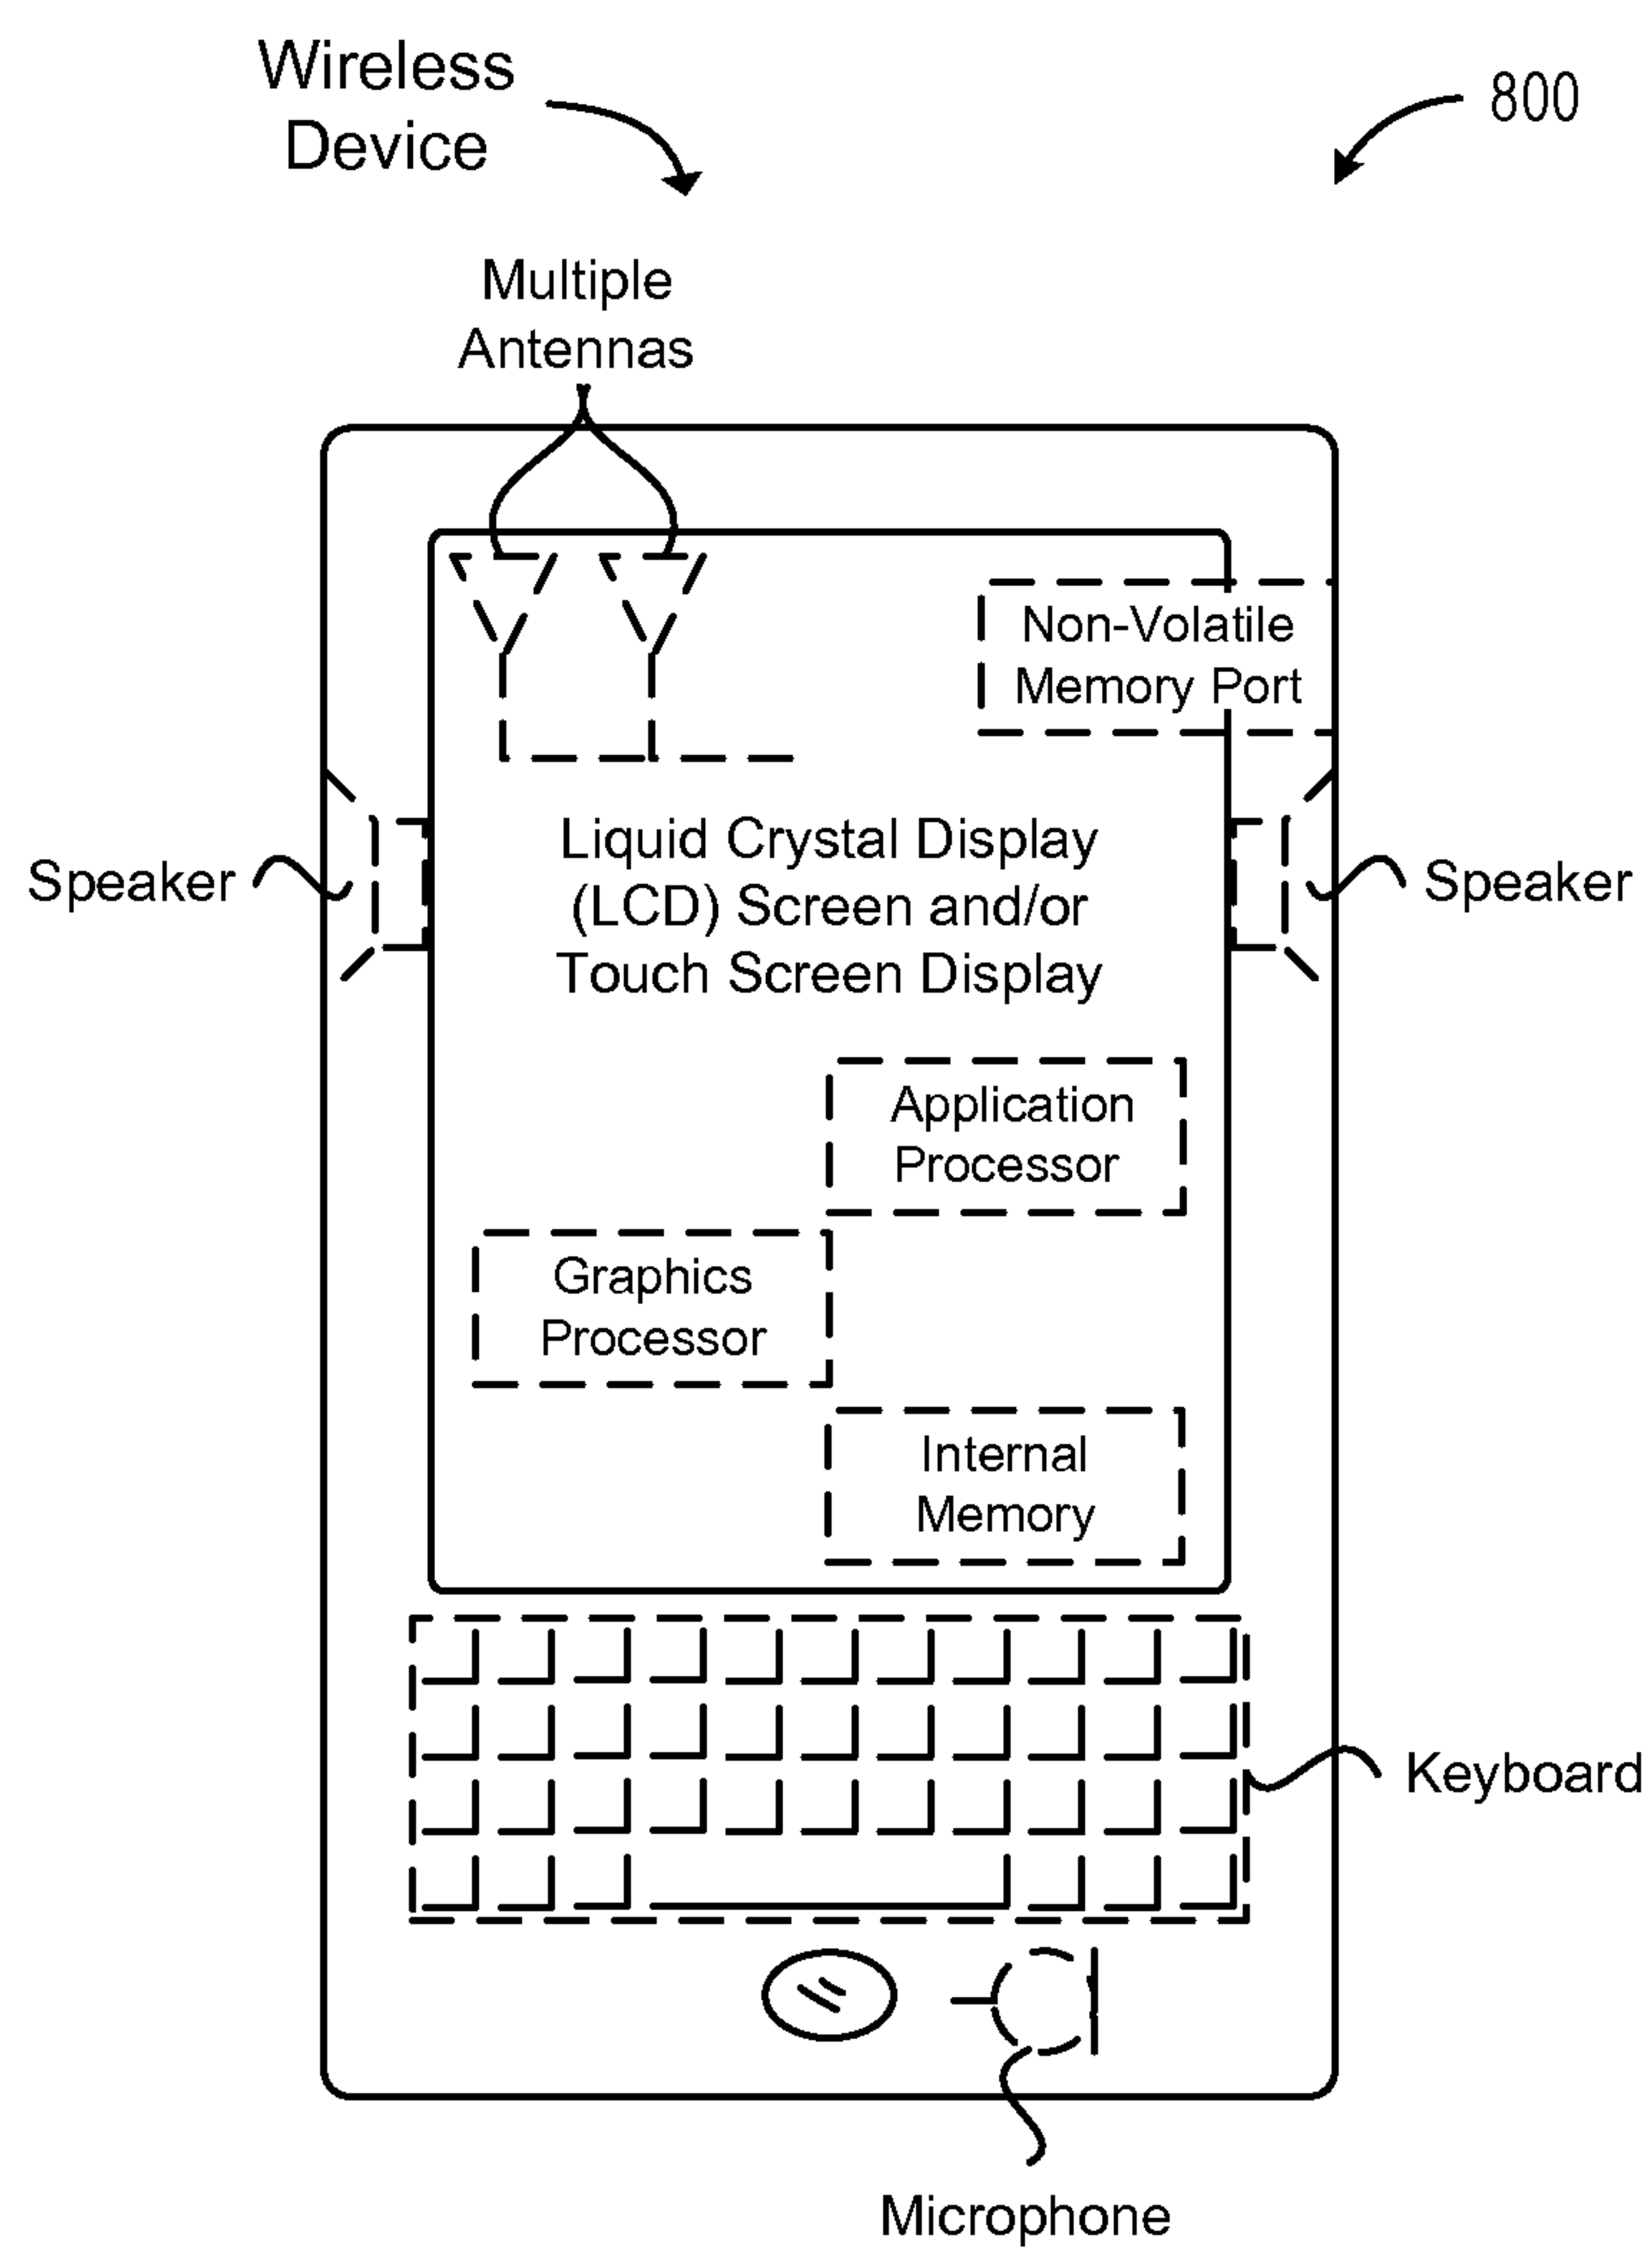 Wireless
Device
800
Multiple
Antennas
Non-Volatile
Memory Port
Liquid Crystal Display
(LCD) Screen and/or
Touch Screen Display
Speaker
Speaker
Application
Processor
Graphics
Processor
Internal
Memory
Keyboard
Microphone